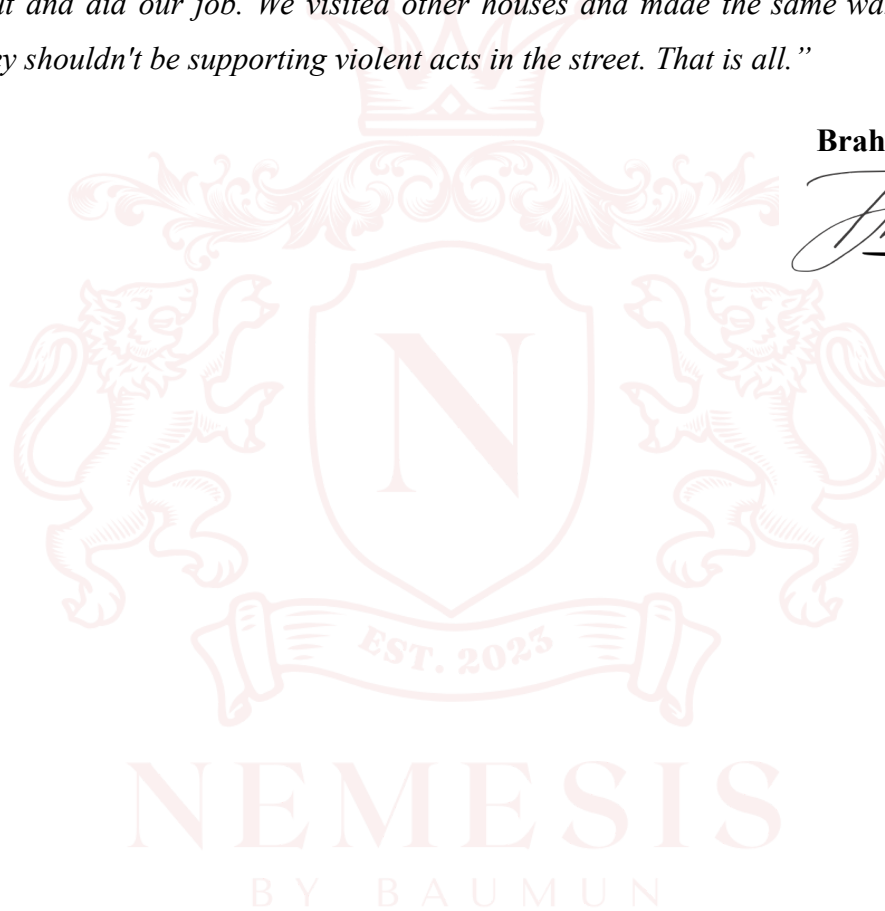 and did our job. We visited other houses and made the same
shouldn't be supporting violent acts in the street. That is all.”
Brah
N
EST. 2023
NEMESIS
BY BAUMUN